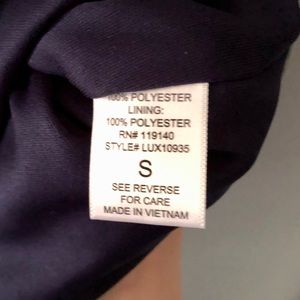 100% POLYESTER
LINING:
100% POLYESTER
RN# 119140
STYLE# LUX10935
S
SEE REVERSE
FOR CARE
MADE IN VIETNAM